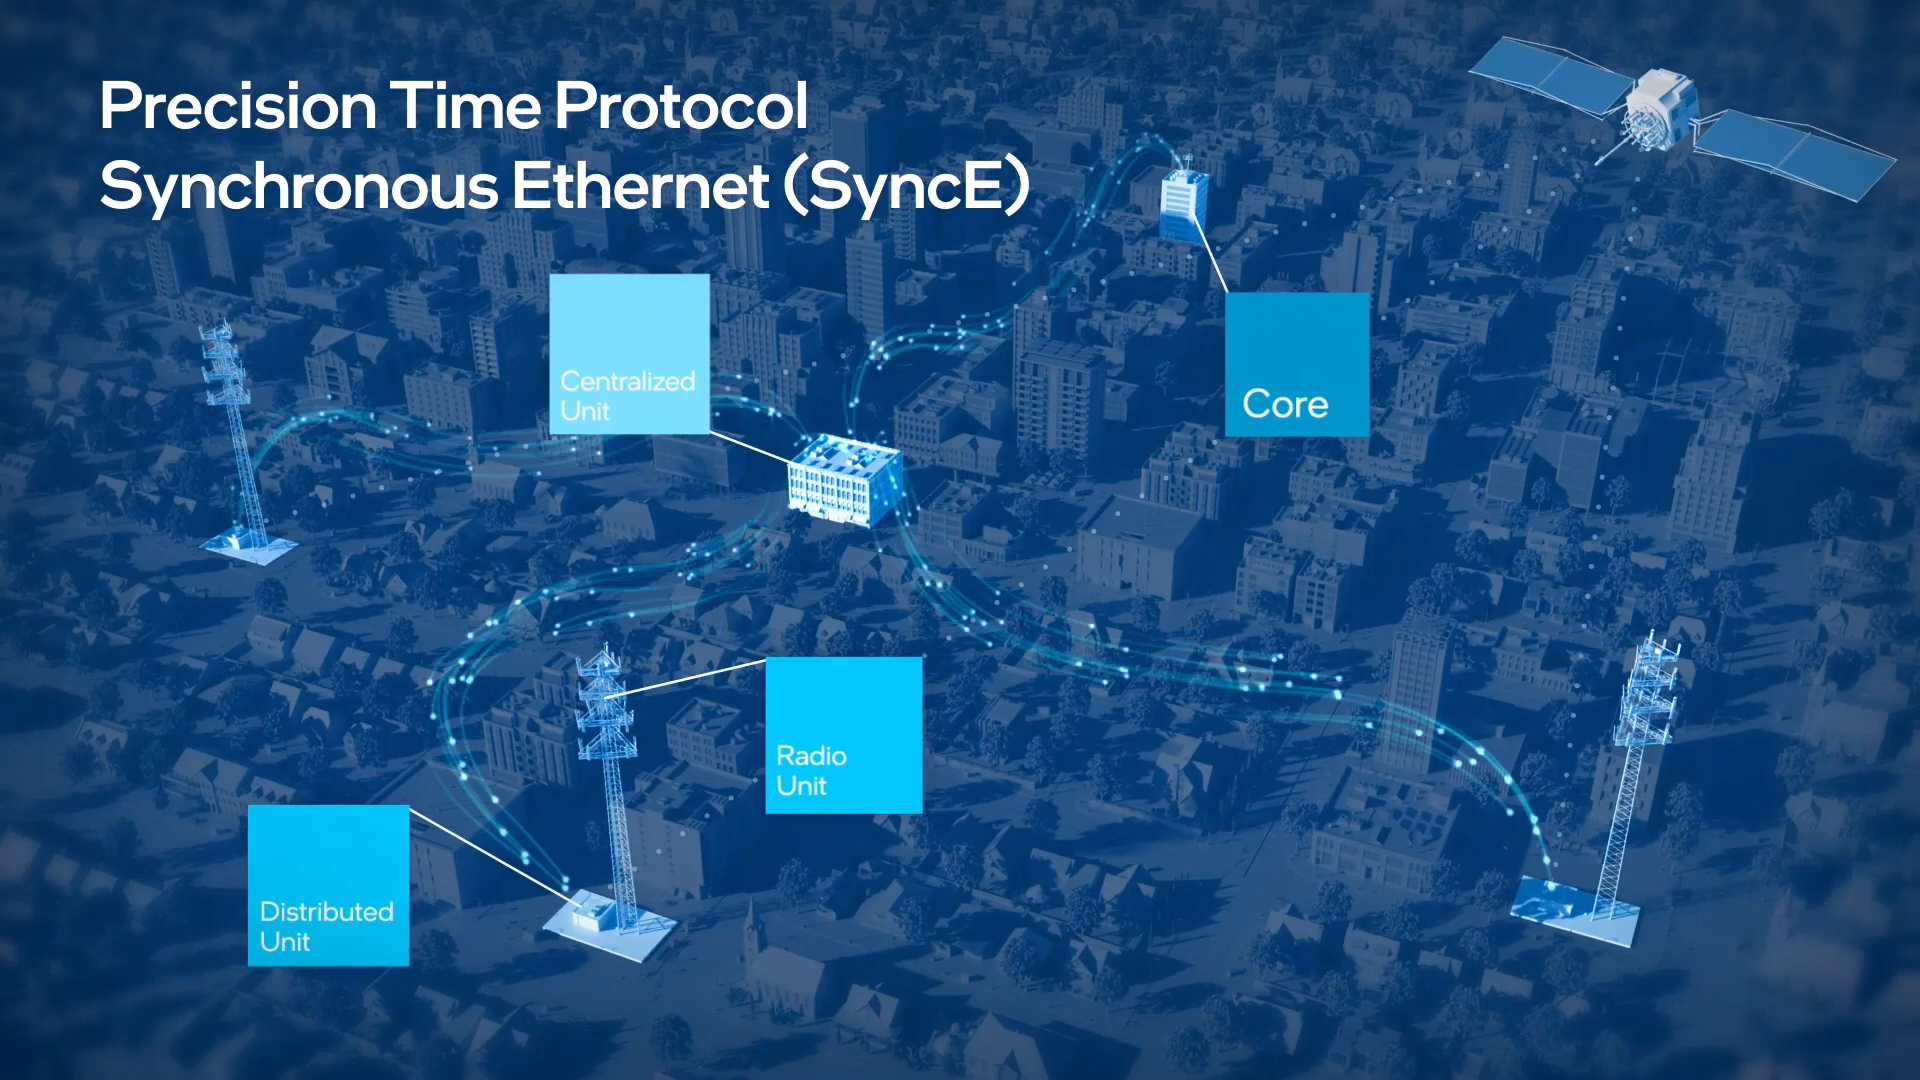 Precision Time Protocol
Synchronous Ethernet (SyncE)
Centralized
Unit
Core
Radio
Unit
Distributed
Unit